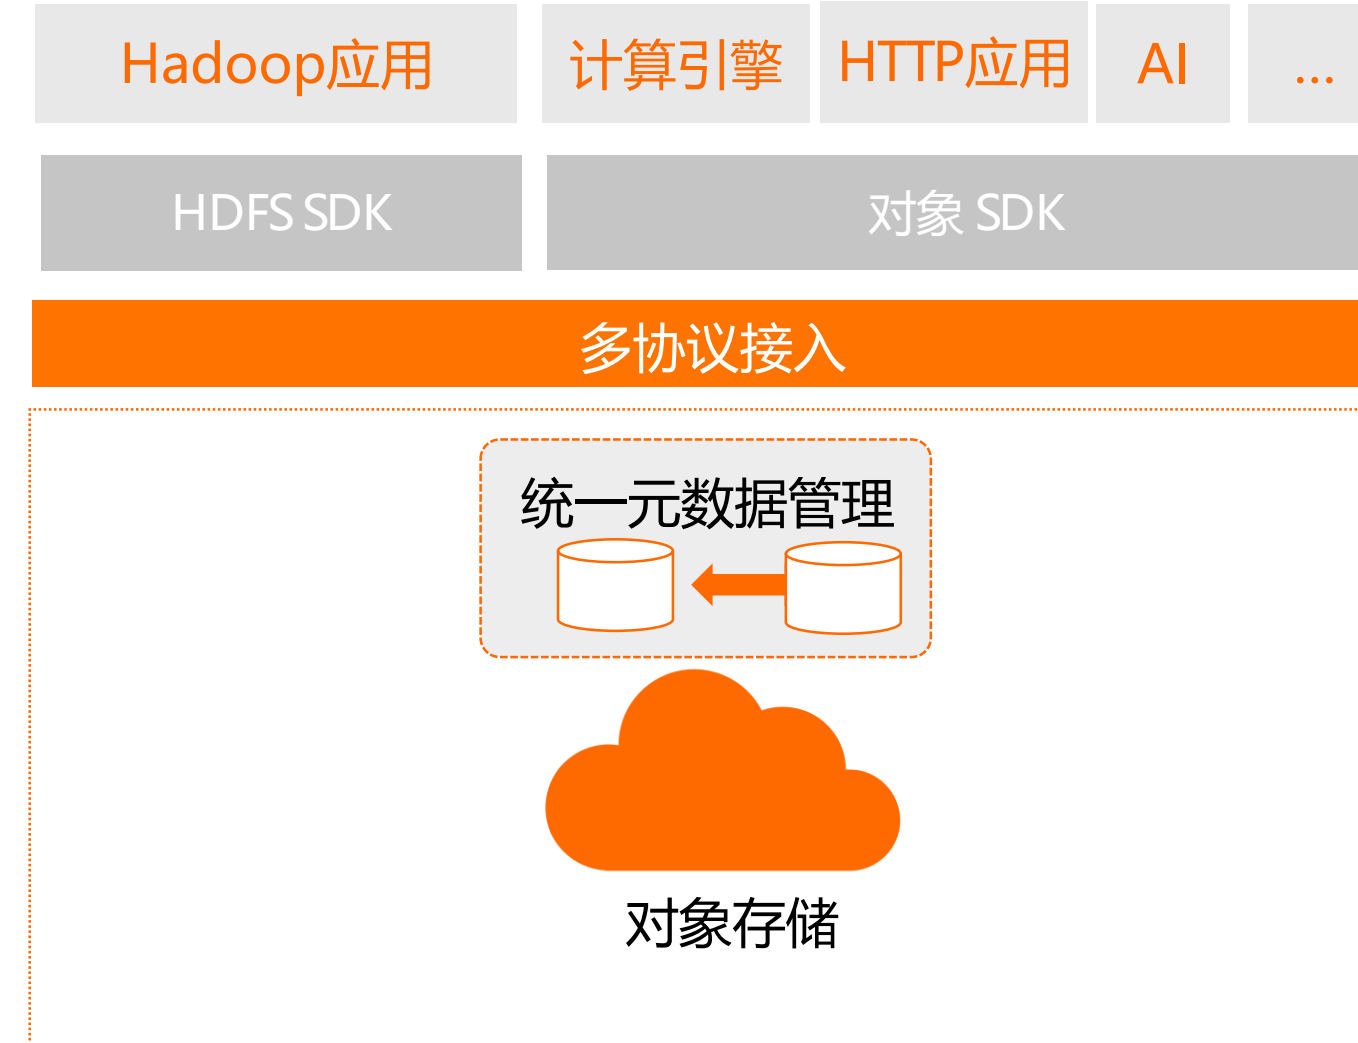 Hadoop应用
计算引擎
HTTP应用
AI
...
HDFS SDK
对象 SDK
多协议接入
统一元数据管理
对象存储